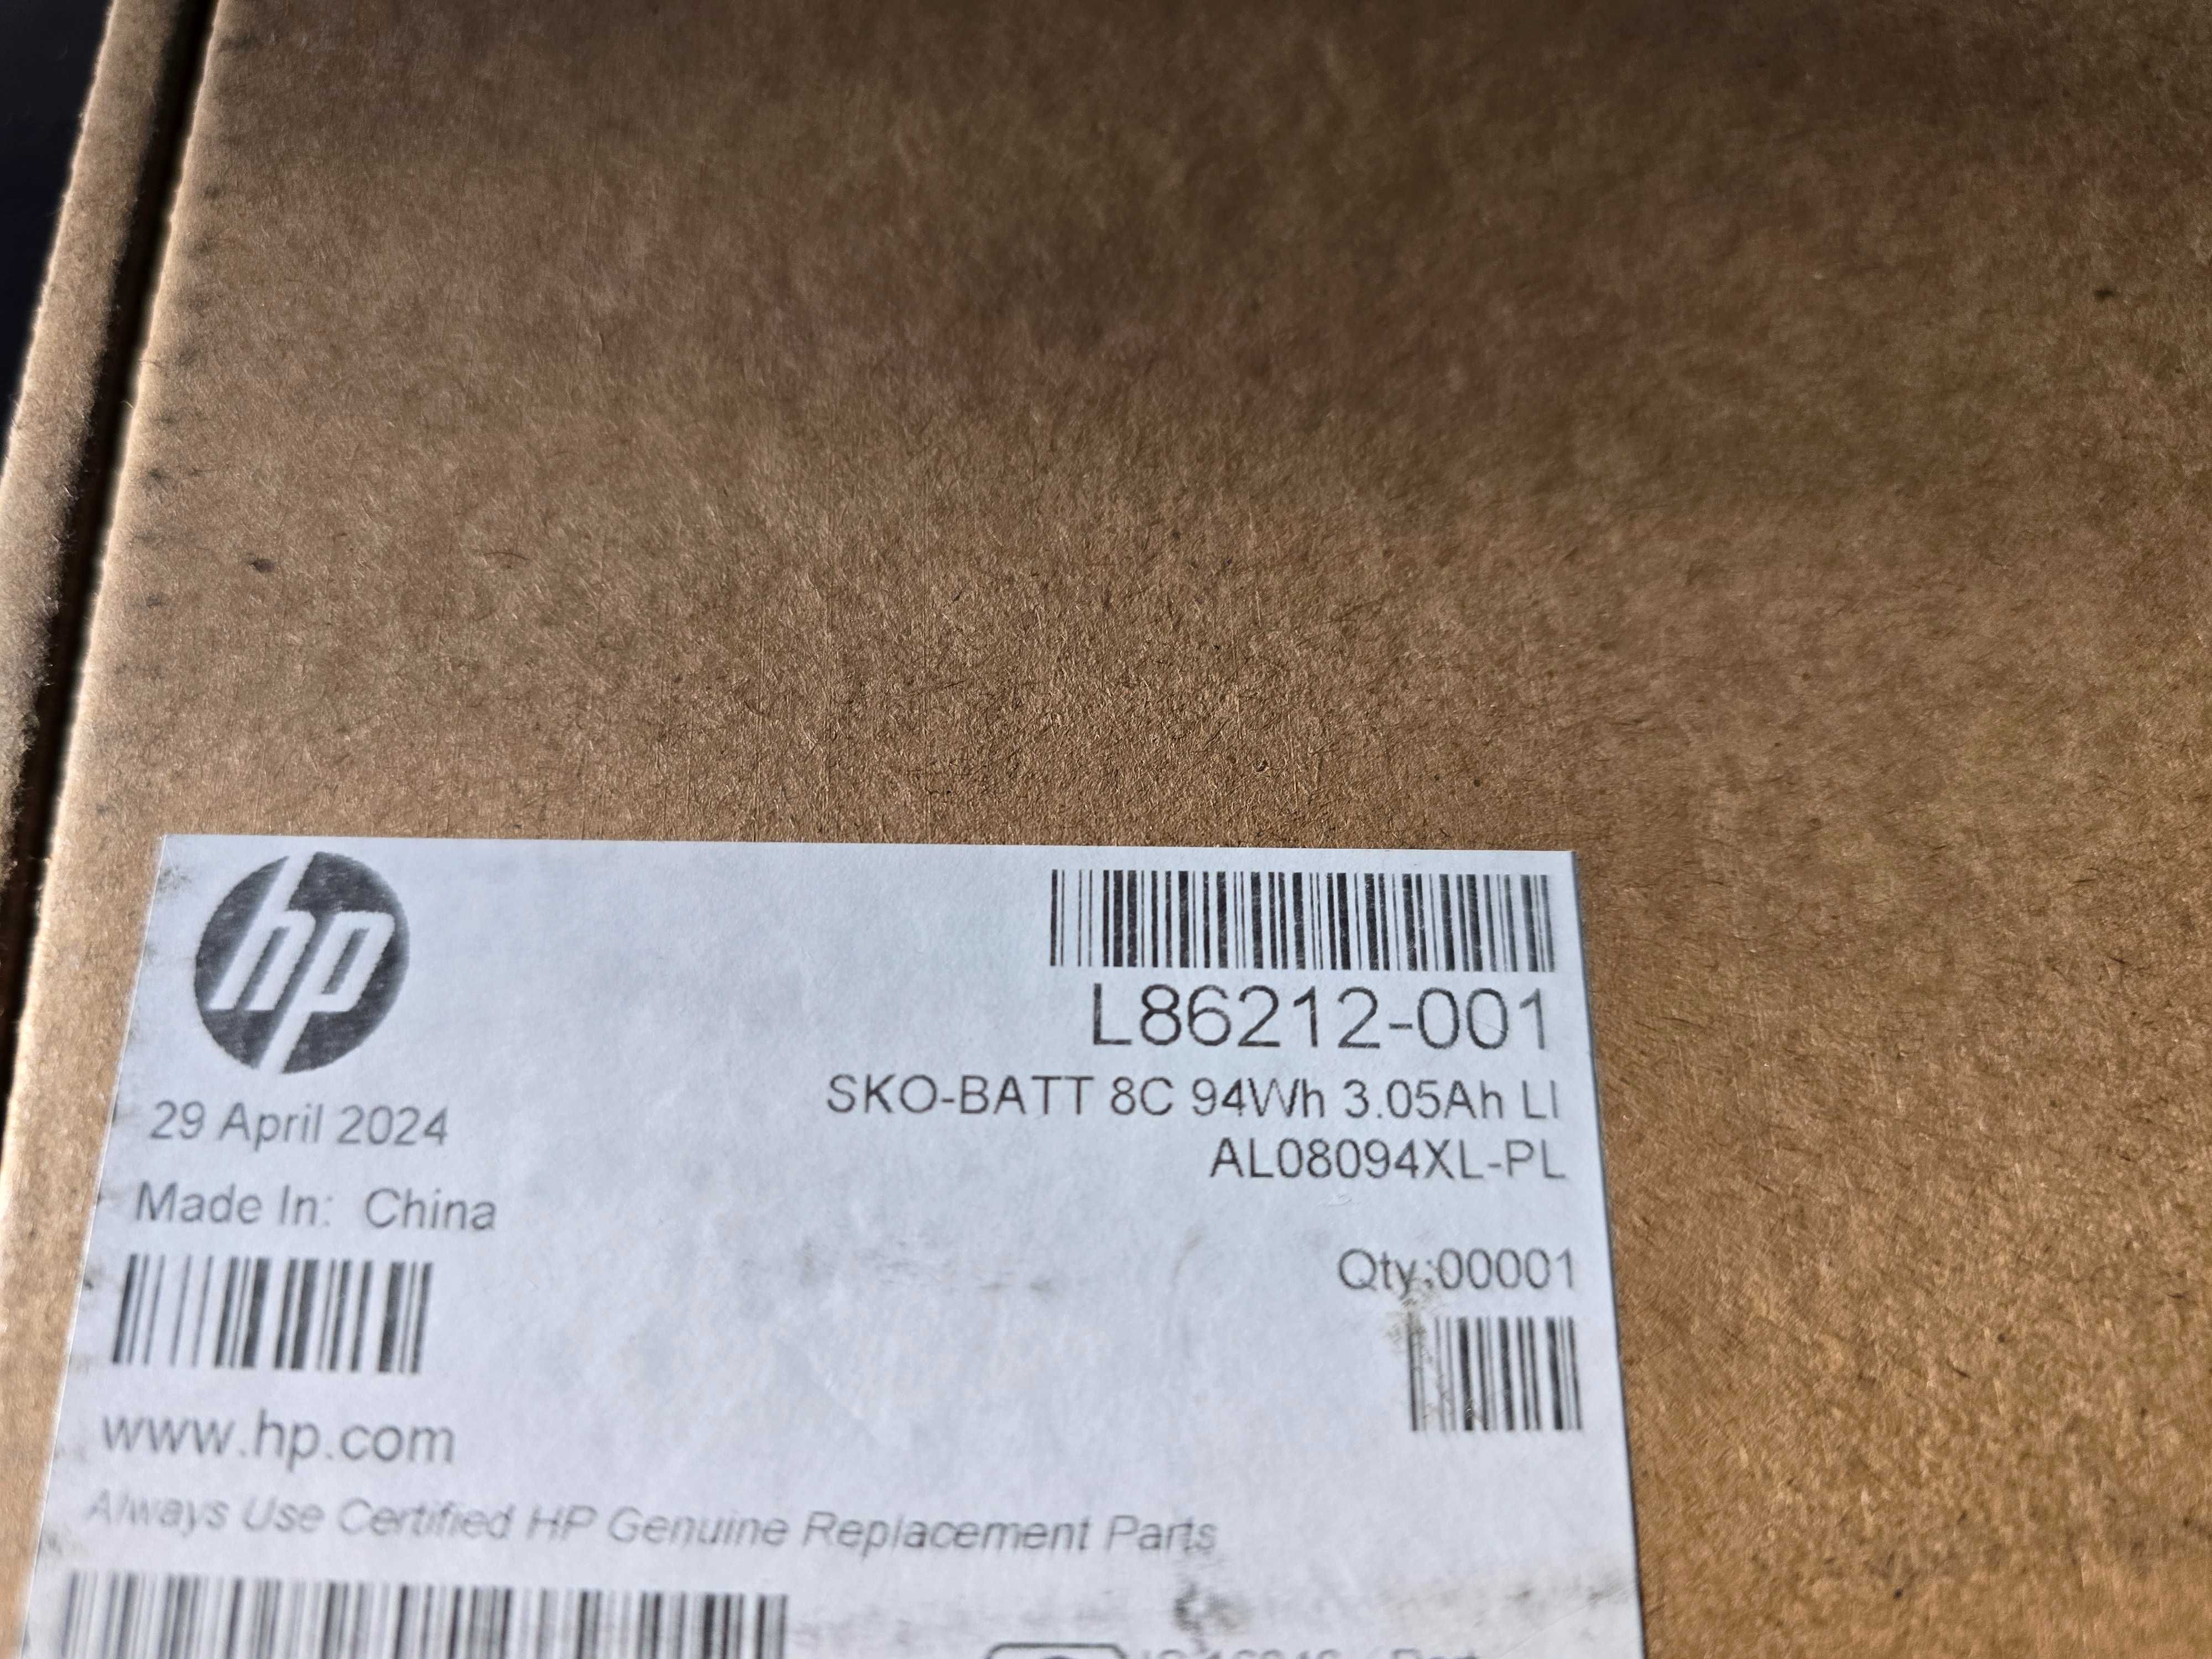 hp
L86212-001
SKO-BATT 8C 94Wh 3.05Ah LI
AL08094XL-PL
29 April 2024
Made In: China
Qty:00001
www.hp.com
Always Use Certified HP Genuine Replacement Parts